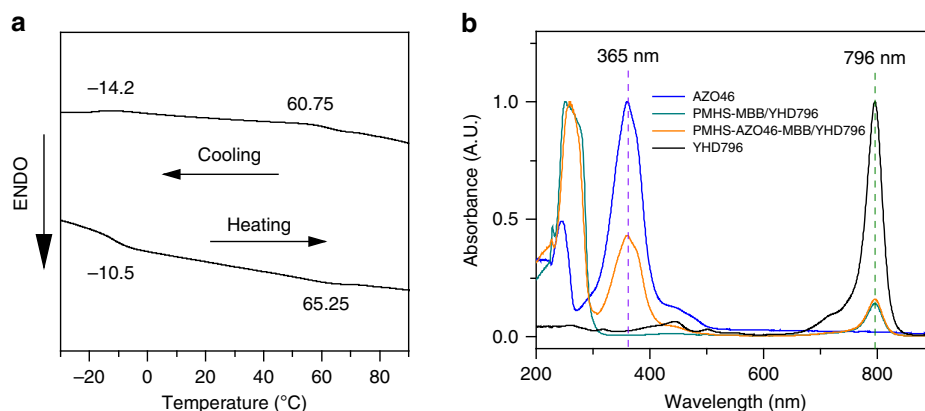 a
−14.2
60.75
Cooling
ENDO
Heating
−10.5
65.25
−20 0 20 40 60 80
Temperature (°C)
b
365 nm
796 nm
AZO46
PMHS-MBB/YHD796
PMHS-AZO46-MBB/YHD796
YHD796
1.0
0.5
0.0
Absorbance (A.U.)
200 400 600 800
Wavelength (nm)